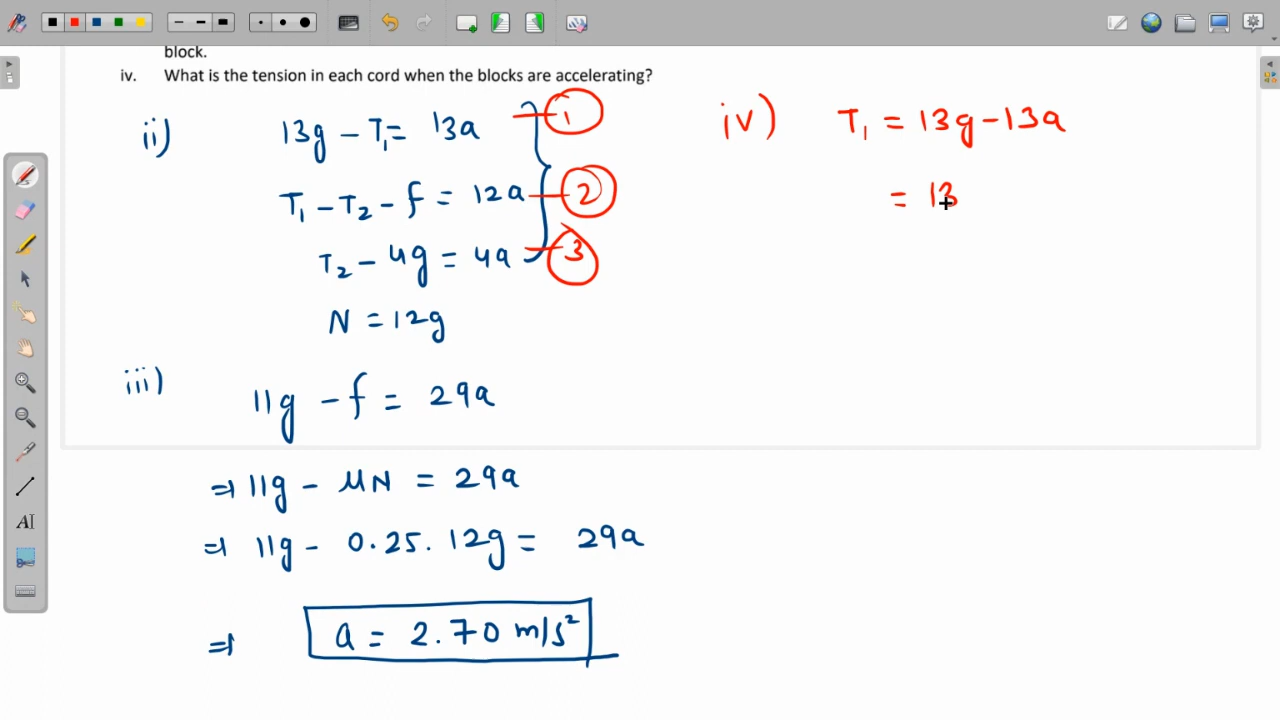 block.
iv. What is the tension in each cord when the blocks are accelerating?
ii) 13g - T₁ = 13a — 1
T₁ - T₂ - f = 12a — 2
T₂ - 4g = 4a — 3
N = 12g
iii) 11g - f = 29a
⇒ 11g - μN = 29a
⇒ 11g - 0.25. 12g = 29a
⇒ a = 2.70 m/s²
iv) T₁ = 13g - 13a
= 13
AI